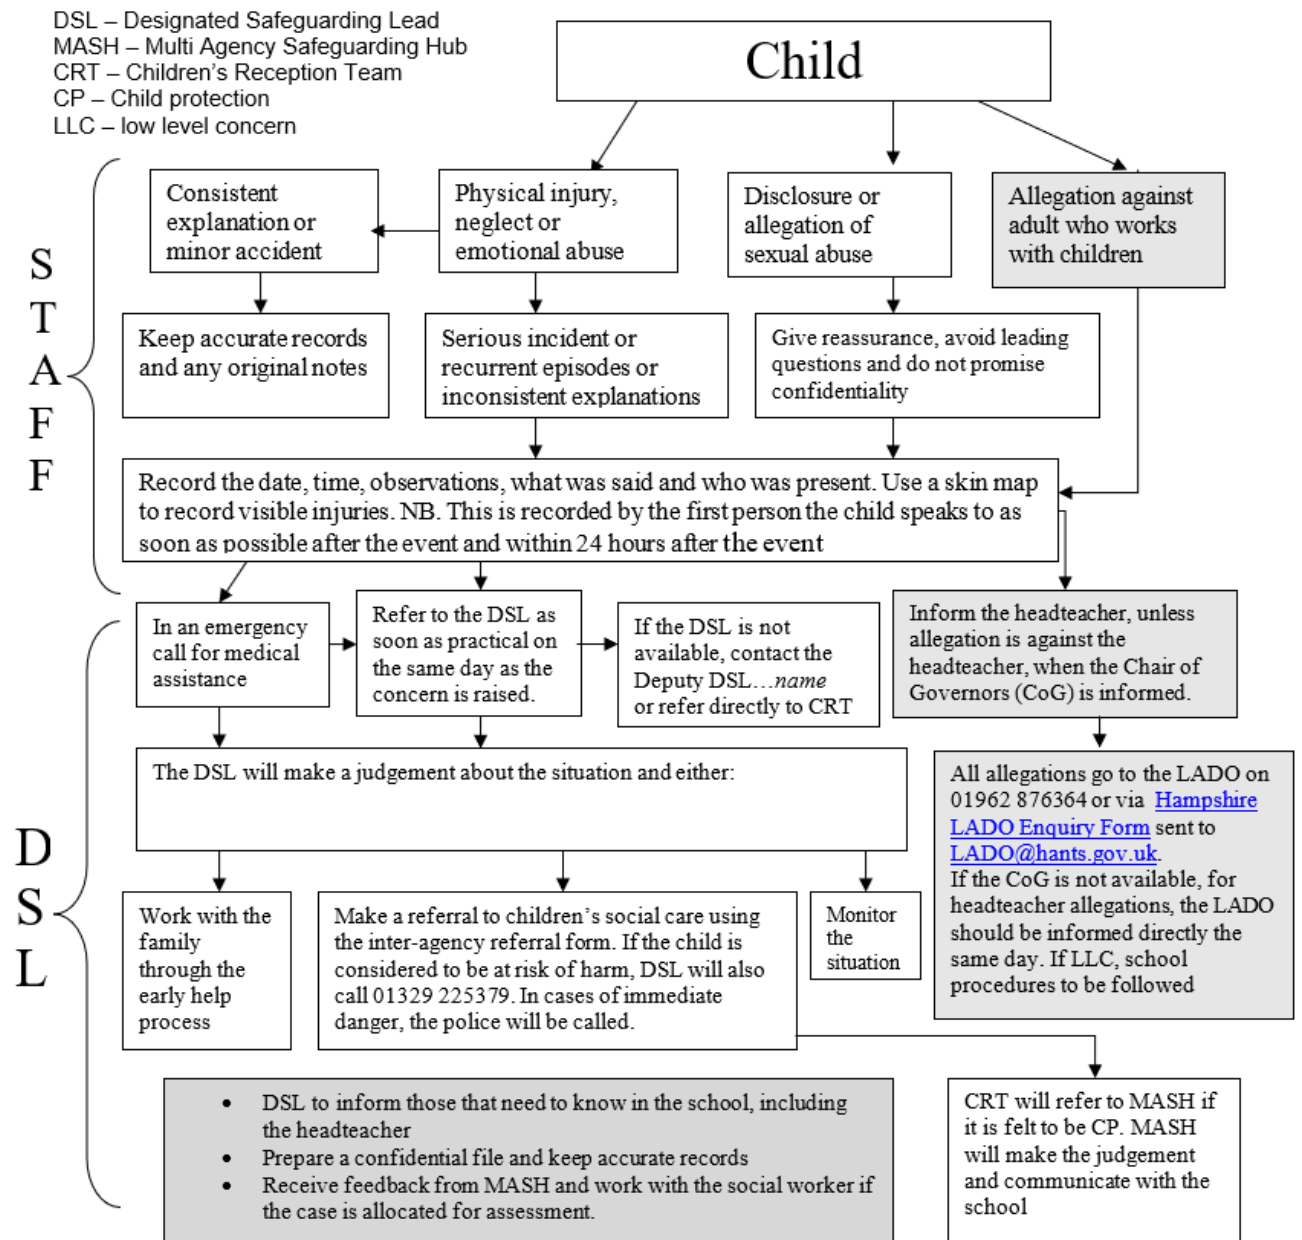 DSL – Designated Safeguarding Lead
MASH – Multi Agency Safeguarding Hub
CRT – Children's Reception Team
CP – Child protection
LLC – low level concern
Child
S
T
A
F
F
Consistent
explanation or
minor accident
Physical injury,
neglect or
emotional abuse
Disclosure or
allegation of
sexual abuse
Allegation against
adult who works
with children
Keep accurate records
and any original notes
Serious incident or
recurrent episodes or
inconsistent explanations
Give reassurance, avoid leading
questions and do not promise
confidentiality
Record the date, time, observations, what was said and who was present. Use a skin map
to record visible injuries. NB. This is recorded by the first person the child speaks to as
soon as possible after the event and within 24 hours after the event
D
S
L
In an emergency
call for medical
assistance
Refer to the DSL as
soon as practical on
the same day as the
concern is raised.
If the DSL is not
available, contact the
Deputy DSL…name
or refer directly to CRT
Inform the headteacher, unless
allegation is against the
headteacher, when the Chair of
Governors (CoG) is informed.
The DSL will make a judgement about the situation and either:
All allegations go to the LADO on
01962 876364 or via Hampshire
LADO Enquiry Form sent to
LADO@hants.gov.uk.
If the CoG is not available, for
headteacher allegations, the LADO
should be informed directly the
same day. If LLC, school
procedures to be followed
Work with the
family
through the
early help
process
Make a referral to children's social care using
the inter-agency referral form. If the child is
considered to be at risk of harm, DSL will also
call 01329 225379. In cases of immediate
danger, the police will be called.
Monitor
the
situation
• DSL to inform those that need to know in the school, including
the headteacher
• Prepare a confidential file and keep accurate records
• Receive feedback from MASH and work with the social worker if
the case is allocated for assessment.
CRT will refer to MASH if
it is felt to be CP. MASH
will make the judgement
and communicate with the
school